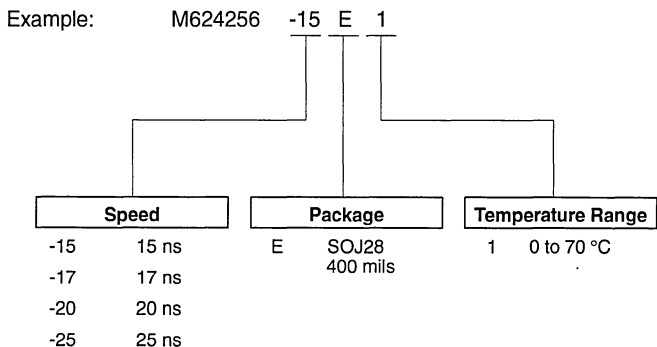 Example: M624256 -15 E 1
Speed Package Temperature Range
-15 15 ns E SOJ28 1 0 to 70 °C
400 mils
-17 17 ns
-20 20 ns
-25 25 ns